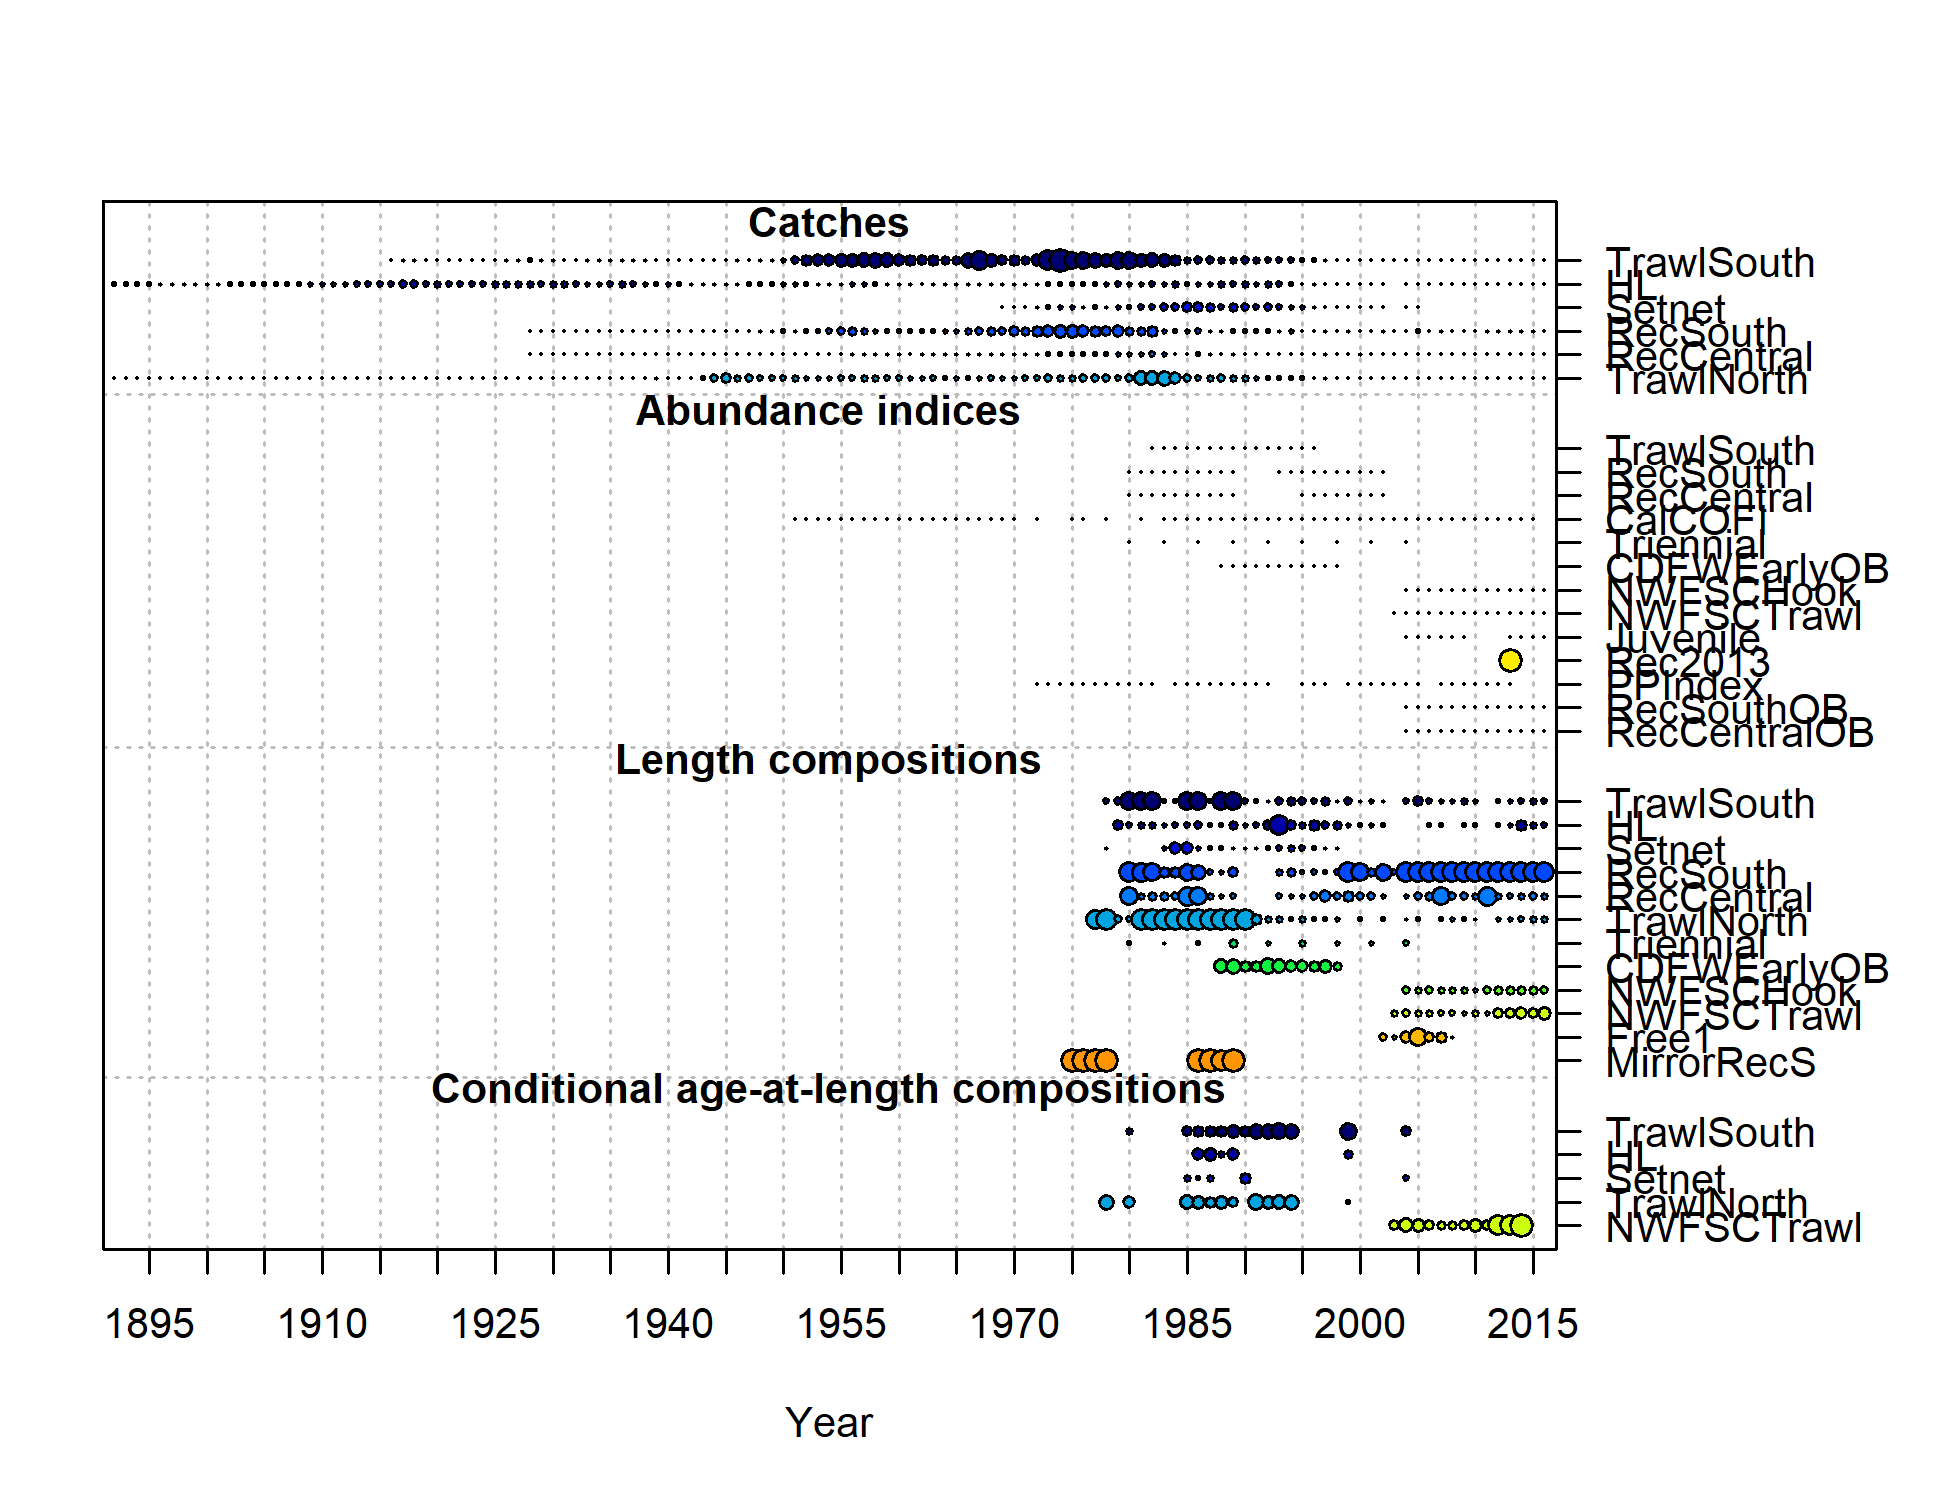 Catches
TrawlSouth
HL
Setnet
RecSouth
RecCentral
TrawlNorth
Abundance indices
TrawlSouth
RecSouth
RecCentral
CalCOFI
Triennial
CDFWEarlyOB
NWFSCHook
NWFSCTrawl
Juvenile
Rec2013
PPIndex
RecSouthOB
RecCentralOB
Length compositions
TrawlSouth
HL
Setnet
RecSouth
RecCentral
TrawlNorth
Triennial
CDFWEarlyOB
NWFSCHook
NWFSCTrawl
Free1
MirrorRecS
Conditional age-at-length compositions
TrawlSouth
HL
Setnet
TrawlNorth
NWFSCTrawl
1895 1910 1925 1940 1955 1970 1985 2000 2015
Year